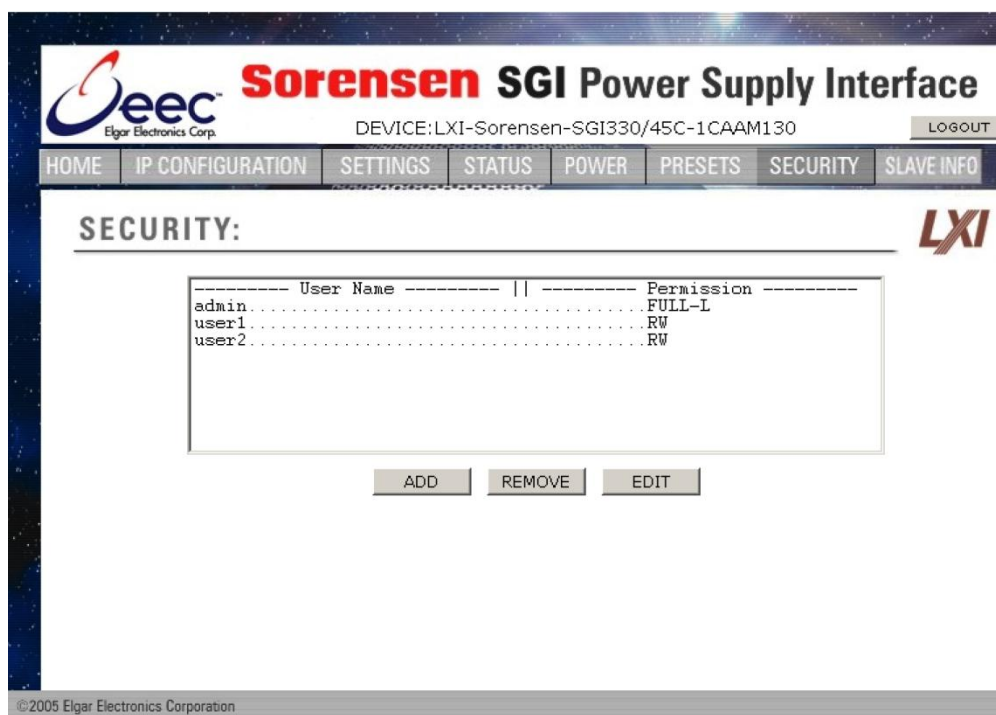 eeec™
Elgar Electronics Corp.
Sorensen SGI Power Supply Interface
DEVICE:LXI-Sorensen-SGI330/45C-1CAAM130
LOGOUT
HOME IP CONFIGURATION SETTINGS STATUS POWER PRESETS SECURITY SLAVE INFO
SECURITY:
LXI
--------- User Name --------- || --------- Permission ---------
admin......................................FULL-L
user1......................................RW
user2......................................RW
ADD REMOVE EDIT
©2005 Elgar Electronics Corporation